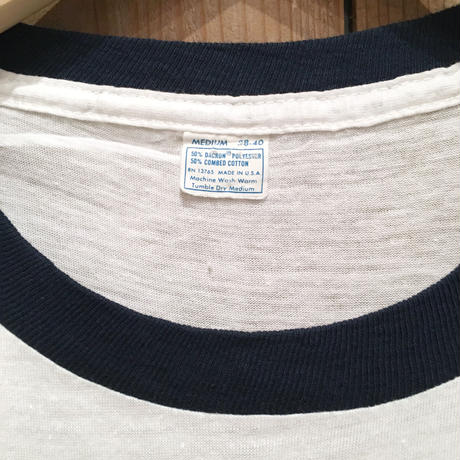 MEDIUM 38-40
50% DACRON® POLYESTER
50% COMBED COTTON
RN 13765 MADE IN U.S.A.
Machine Wash Warm
Tumble Dry Medium